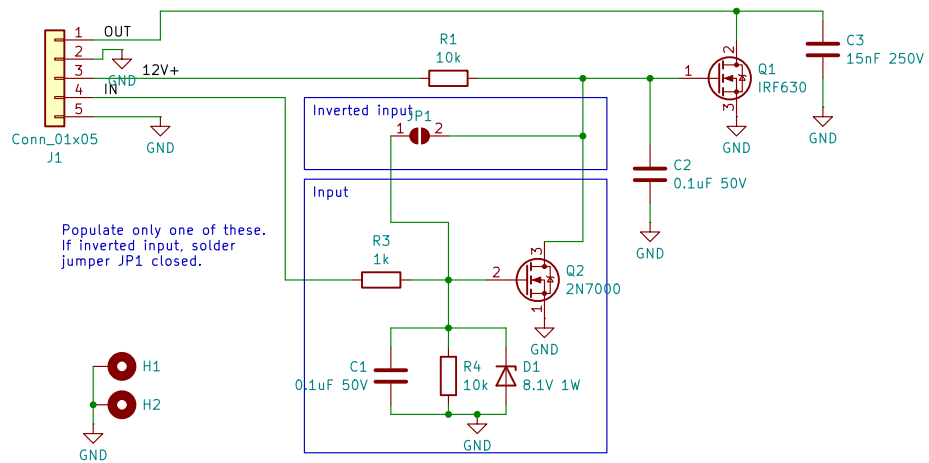 1
OUT
2
GND
3
12V+
4
IN
5
GND
Conn_01x05
J1
R1
10k
Inverted input
JP1
1
2
1
2
3
Q1
IRF630
GND
C3
15nF 250V
GND
C2
0.1uF 50V
GND
Input
Populate only one of these.
If inverted input, solder
jumper JP1 closed.
R3
1k
2
3
1
Q2
2N7000
GND
C1
0.1uF 50V
R4
10k
D1
8.1V 1W
GND
H1
H2
GND